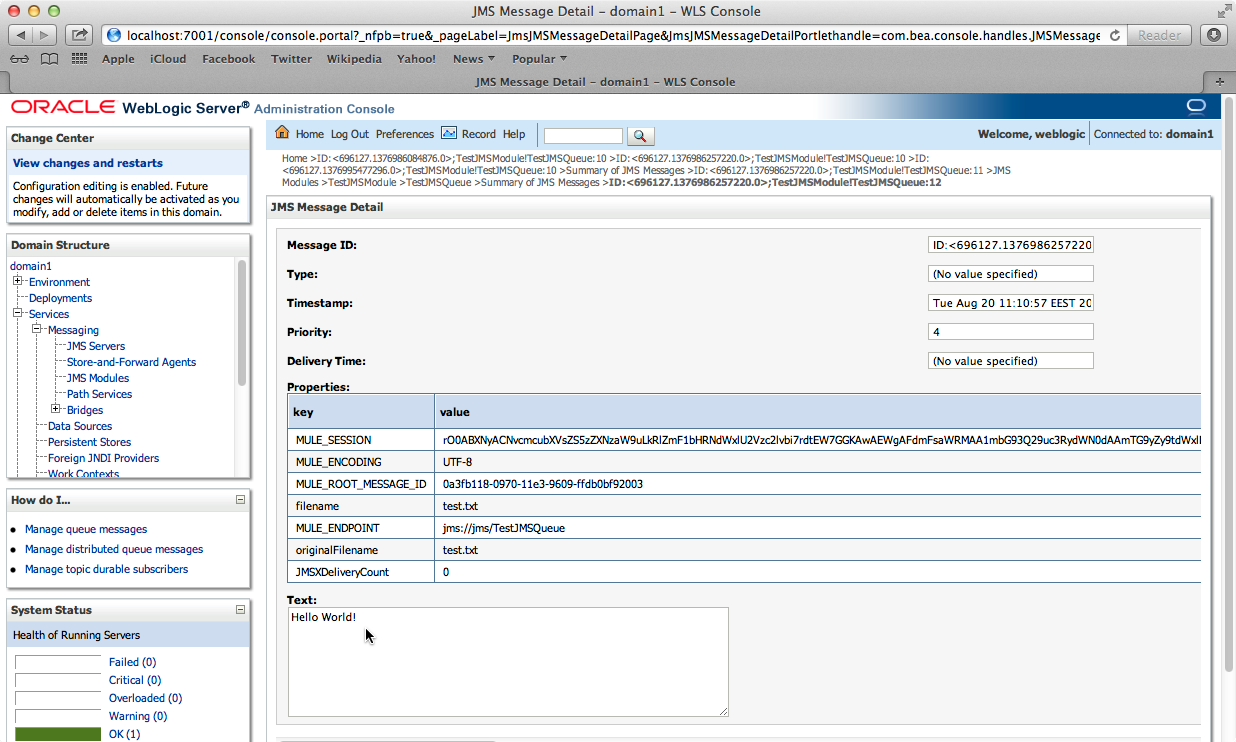 JMS Message Detail – domain1 – WLS Console
localhost:7001/console/console.portal?_nfpb=true&_pageLabel=JmsJMSMessageDetailPage&JmsJMSMessageDetailPortlethandle=com.bea.console.handles.JMSMessage
Reader
Apple iCloud Facebook Twitter Wikipedia Yahoo! News Popular
JMS Message Detail – domain1 – WLS Console
ORACLE WebLogic Server® Administration Console
Change Center
View changes and restarts
Configuration editing is enabled. Future
changes will automatically be activated as you
modify, add or delete items in this domain.
Domain Structure
domain1
Environment
Deployments
Services
Messaging
JMS Servers
Store-and-Forward Agents
JMS Modules
Path Services
Bridges
Data Sources
Persistent Stores
Foreign JNDI Providers
Work Contexts
How do I...
Manage queue messages
Manage distributed queue messages
Manage topic durable subscribers
System Status
Health of Running Servers
Failed (0)
Critical (0)
Overloaded (0)
Warning (0)
OK (1)
Home Log Out Preferences Record Help
Welcome, weblogic Connected to: domain1
Home >ID:<696127.1376986084876.0>;TestJMSModule!TestJMSQueue:10 >ID:<696127.1376986257220.0>;TestJMSModule!TestJMSQueue:10 >ID:
<696127.1376995477296.0>;TestJMSModule!TestJMSQueue:10 >Summary of JMS Messages >ID:<696127.1376986257220.0>;TestJMSModule!TestJMSQueue:11 >JMS
Modules >TestJMSModule >TestJMSQueue >Summary of JMS Messages >ID:<696127.1376986257220.0>;TestJMSModule!TestJMSQueue:12
JMS Message Detail
Message ID: ID:<696127.1376986257220
Type: (No value specified)
Timestamp: Tue Aug 20 11:10:57 EEST 20
Priority: 4
Delivery Time: (No value specified)
Properties:
key value
MULE_SESSION
MULE_ENCODING UTF-8
MULE_ROOT_MESSAGE_ID 0a3fb118-0970-11e3-9609-ffdb0bf92003
filename test.txt
MULE_ENDPOINT jms://jms/TestJMSQueue
originalFilename test.txt
JMSXDeliveryCount 0
Text:
Hello World!